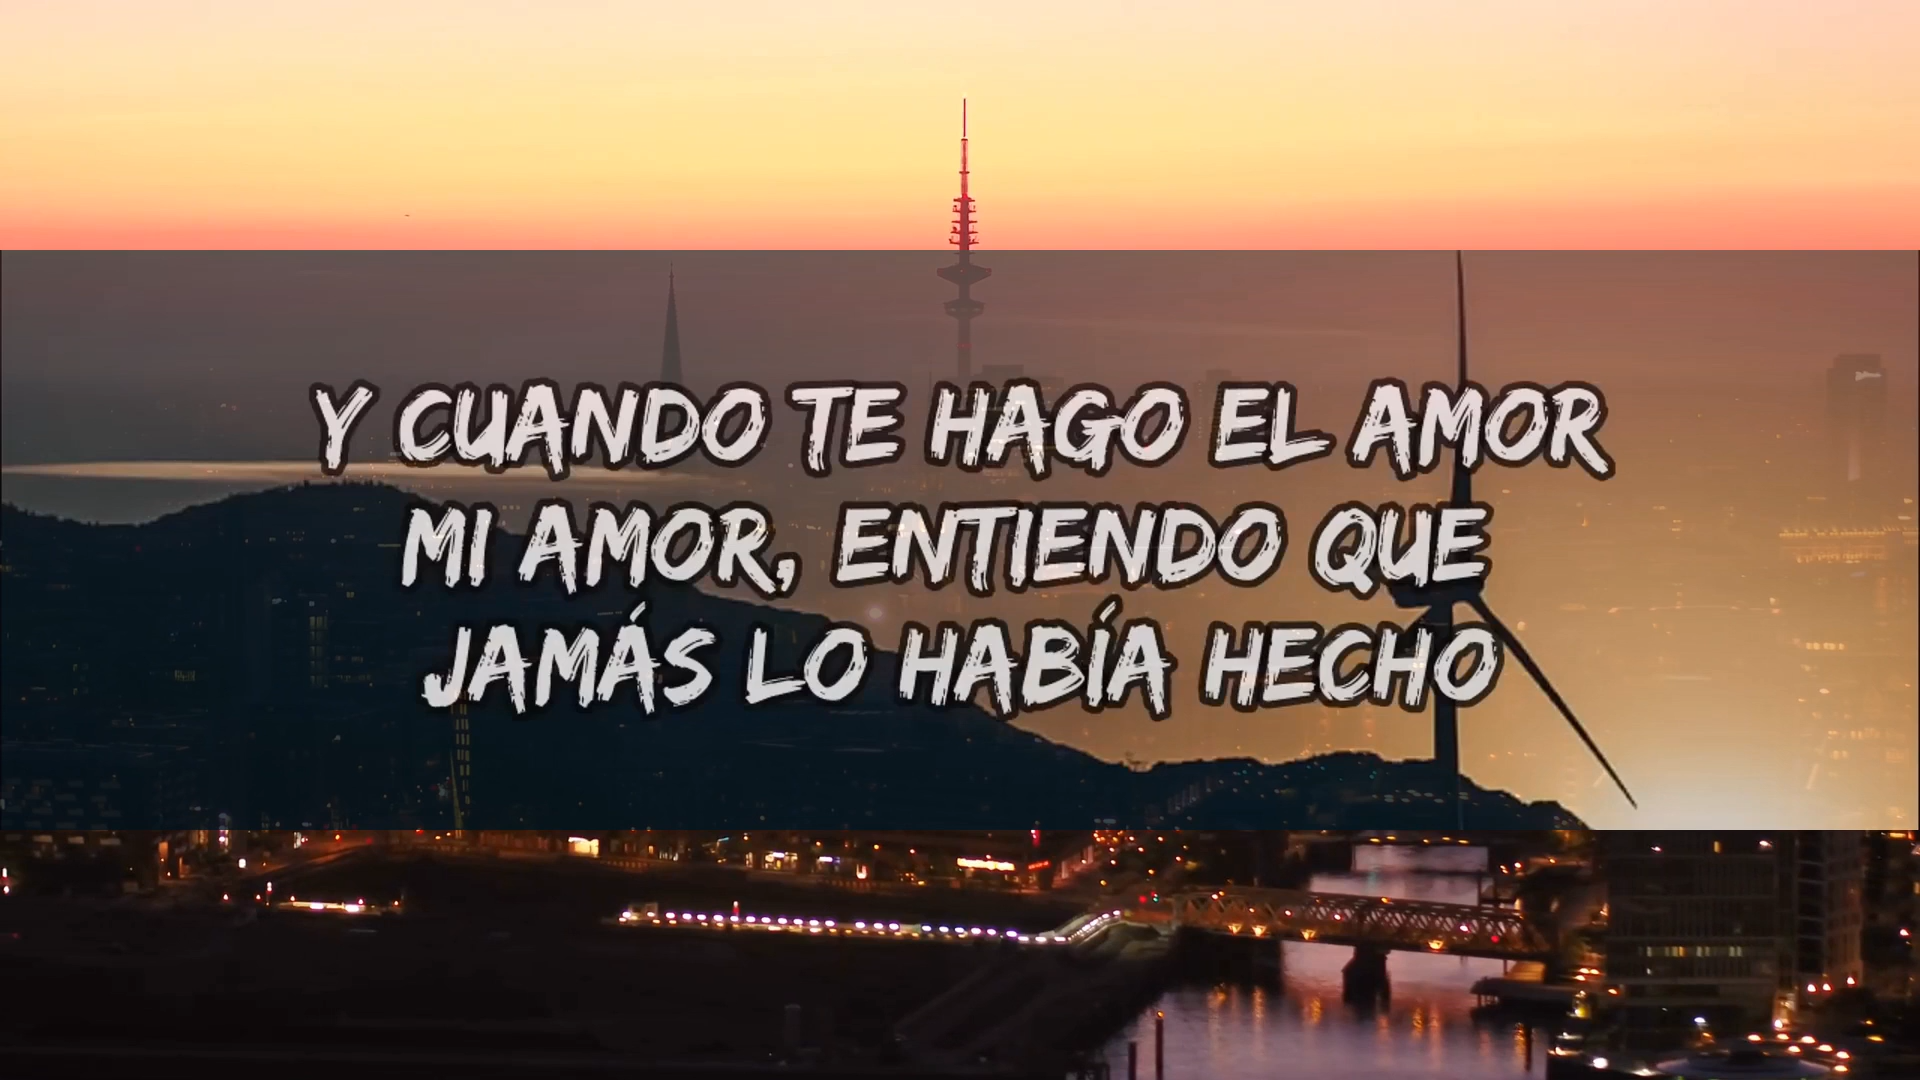 Y CUANDO TE HAGO EL AMOR
MI AMOR, ENTIENDO QUE
JAMÁS LO HABÍA HECHO